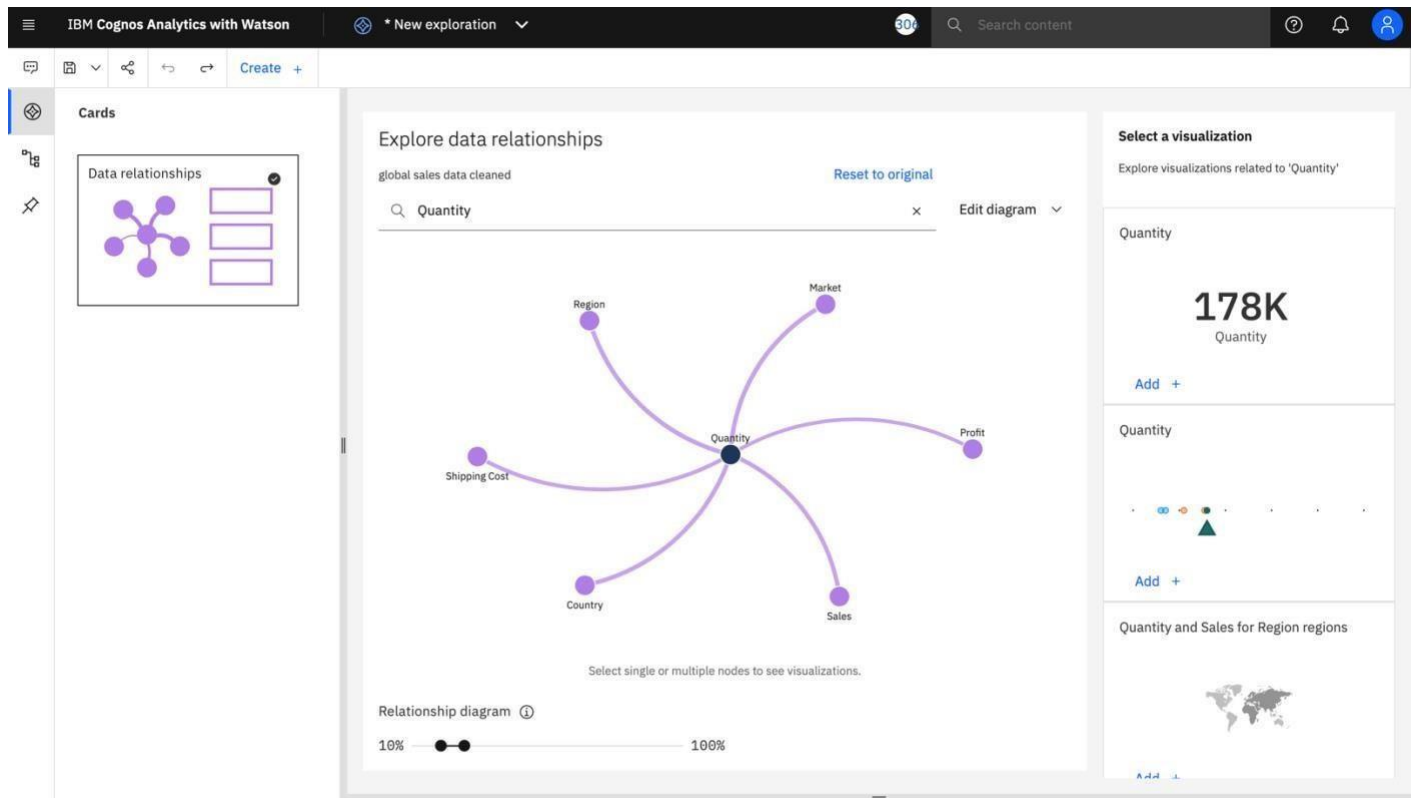 IBM Cognos Analytics with Watson
* New exploration
306
Search content
Create +
Cards
Data relationships
Explore data relationships
global sales data cleaned
Reset to original
Quantity
Edit diagram
Region
Market
Quantity
Profit
Shipping Cost
Country
Sales
Select single or multiple nodes to see visualizations.
Relationship diagram
10%
100%
Select a visualization
Explore visualizations related to 'Quantity'
Quantity
178K
Quantity
Add +
Quantity
Add +
Quantity and Sales for Region regions
Add +